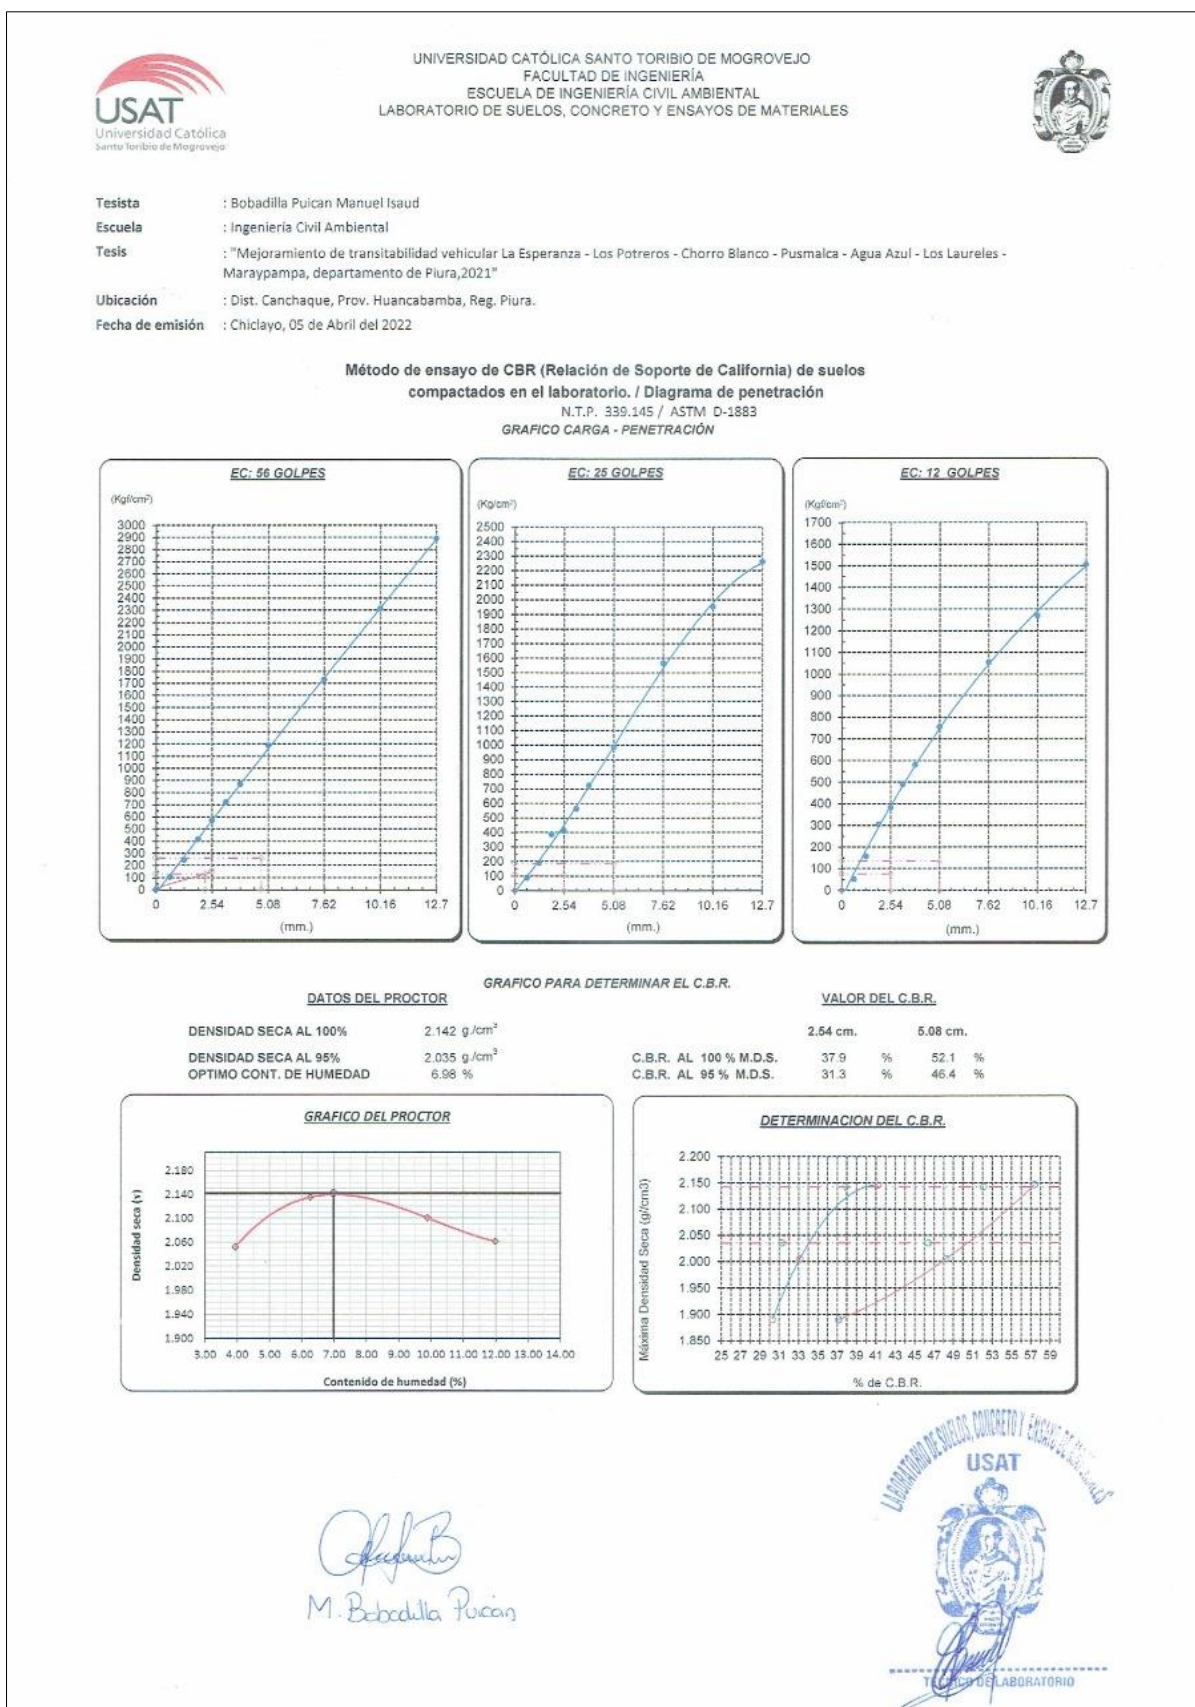 UNIVERSIDAD CATÓLICA SANTO TORIBIO DE MOGROVEJO
FACULTAD DE INGENIERÍA
ESCUELA DE INGENIERÍA CIVIL AMBIENTAL
LABORATORIO DE SUELOS, CONCRETO Y ENSAYOS DE MATERIALES
USAT
Universidad Católica
Santo Toribio de Mogrovejo
Tesista : Bobadilla Puican Manuel Isaud
Escuela : Ingeniería Civil Ambiental
Tesis : "Mejoramiento de transitabilidad vehicular La Esperanza - Los Potreros - Chorro Blanco - Pusmalca - Agua Azul - Los Laureles -
Maraypampa, departamento de Piura,2021"
Ubicación : Dist. Canchaque, Prov. Huancabamba, Reg. Piura.
Fecha de emisión : Chiclayo, 05 de Abril del 2022
Método de ensayo de CBR (Relación de Soporte de California) de suelos
compactados en el laboratorio. / Diagrama de penetración
N.T.P. 339.145 / ASTM D-1883
GRAFICO CARGA - PENETRACIÓN
EC: 56 GOLPES
(Kgf/cm²)
3000
2900
2800
2700
2600
2500
2400
2300
2200
2100
2000
1900
1800
1700
1600
1500
1400
1300
1200
1100
1000
900
800
700
600
500
400
300
200
100
0
0 2.54 5.08 7.62 10.16 12.7
(mm.)
EC: 25 GOLPES
(Kg/cm²)
2500
2400
2300
2200
2100
2000
1900
1800
1700
1600
1500
1400
1300
1200
1100
1000
900
800
700
600
500
400
300
200
100
0
0 2.54 5.08 7.62 10.16 12.7
(mm.)
EC: 12 GOLPES
(Kgf/cm²)
1700
1600
1500
1400
1300
1200
1100
1000
900
800
700
600
500
400
300
200
100
0
0 2.54 5.08 7.62 10.16 12.7
(mm.)
GRAFICO PARA DETERMINAR EL C.B.R.
DATOS DEL PROCTOR
DENSIDAD SECA AL 100% 2.142 g./cm³
DENSIDAD SECA AL 95% 2.035 g./cm³
OPTIMO CONT. DE HUMEDAD 6.98 %
VALOR DEL C.B.R.
2.54 cm. 5.08 cm.
C.B.R. AL 100 % M.D.S. 37.9 % 52.1 %
C.B.R. AL 95 % M.D.S. 31.3 % 46.4 %
GRAFICO DEL PROCTOR
Densidad seca (γ)
2.180
2.140
2.100
2.060
2.020
1.980
1.940
1.900
3.00 4.00 5.00 6.00 7.00 8.00 9.00 10.00 11.00 12.00 13.00 14.00
Contenido de humedad (%)
DETERMINACION DEL C.B.R.
Máxima Densidad Seca (g//cm3)
2.200
2.150
2.100
2.050
2.000
1.950
1.900
1.850
25 27 29 31 33 35 37 39 41 43 45 47 49 51 53 55 57 59
% de C.B.R.
M. Bobadilla Puicán
LABORATORIO DE SUELOS, CONCRETO Y ENSAYO DE MATERIALES
USAT
TECNICO DE LABORATORIO